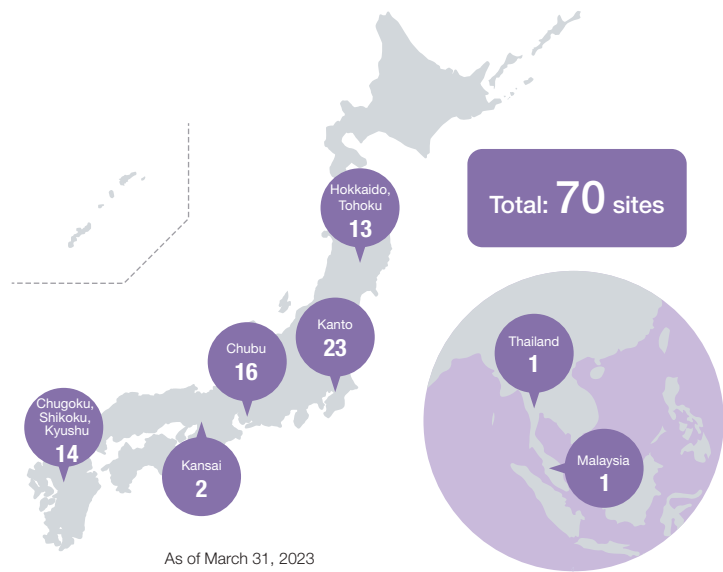 Hokkaido,
Tohoku
13
Total: 70 sites
Kanto
23
Chubu
16
Thailand
1
Chugoku,
Shikoku,
Kyushu
14
Kansai
2
Malaysia
1
As of March 31, 2023